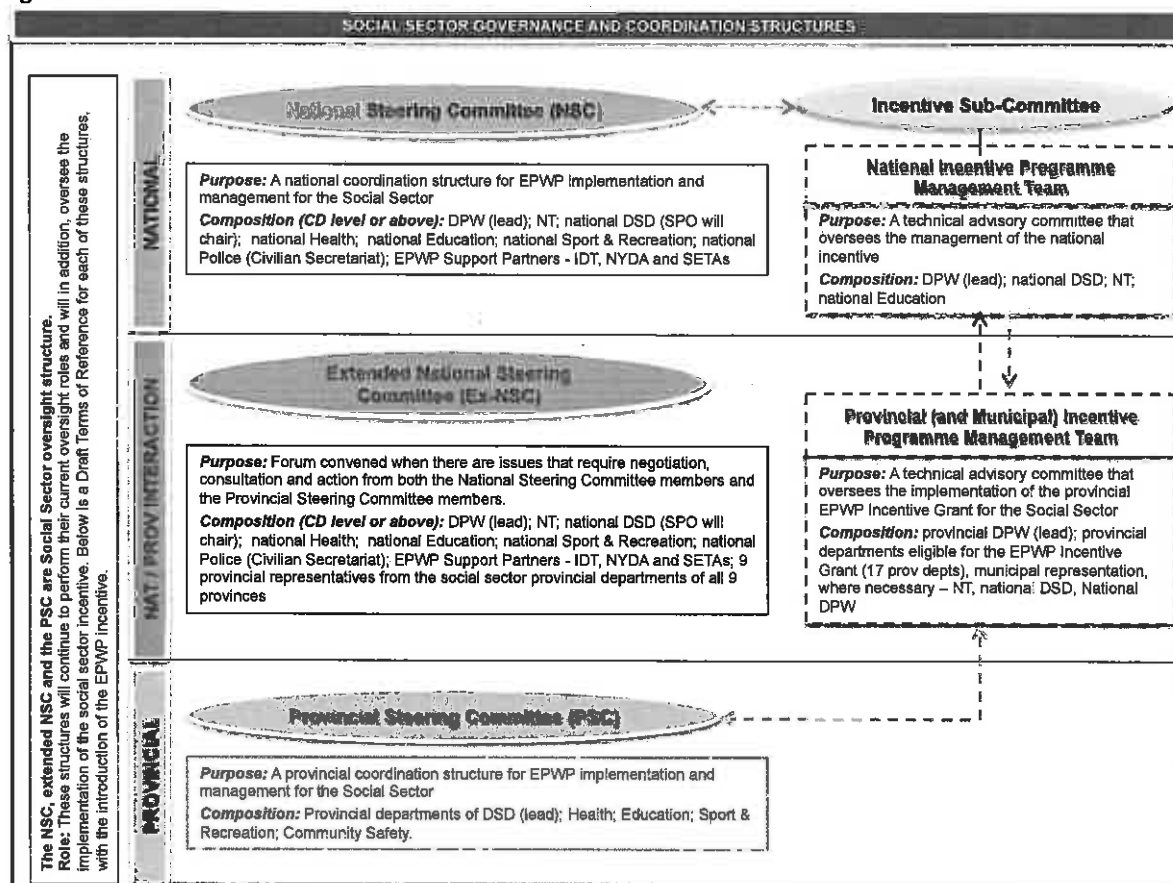 SOCIAL SECTOR GOVERNANCE AND COORDINATION STRUCTURES
The NSC, extended NSC and the PSC are Social Sector oversight structure.
Role: These structures will continue to perform their current oversight roles and will in addition, oversee the
implementation of the social sector incentive. Below is a Draft Terms of Reference for each of these structures,
with the introduction of the EPWP incentive.
NATIONAL
National Steering Committee (NSC)
Purpose: A national coordination structure for EPWP implementation and
management for the Social Sector
Composition (CD level or above): DPW (lead); NT; national DSD (SPO will
chair); national Health; national Education; national Sport & Recreation; national
Police (Civilian Secretariat); EPWP Support Partners - IDT, NYDA and SETAs
Incentive Sub-Committee
National Incentive Programme
Management Team
Purpose: A technical advisory committee that
oversees the management of the national
incentive
Composition: DPW (lead); national DSD; NT;
national Education
NAT / PROV INTERACTION
Extended National Steering
Committee (Ex-NSC)
Purpose: Forum convened when there are issues that require negotiation,
consultation and action from both the National Steering Committee members and
the Provincial Steering Committee members.
Composition (CD level or above): DPW (lead); NT; national DSD (SPO will
chair); national Health; national Education; national Sport & Recreation; national
Police (Civilian Secretariat); EPWP Support Partners - IDT, NYDA and SETAs; 9
provincial representatives from the social sector provincial departments of all 9
provinces
Provincial (and Municipal) Incentive
Programme Management Team
Purpose: A technical advisory committee that
oversees the implementation of the provincial
EPWP Incentive Grant for the Social Sector
Composition: provincial DPW (lead); provincial
departments eligible for the EPWP Incentive
Grant (17 prov depts), municipal representation,
where necessary – NT, national DSD, National
DPW
PROVINCIAL
Provincial Steering Committee (PSC)
Purpose: A provincial coordination structure for EPWP implementation and
management for the Social Sector
Composition: Provincial departments of DSD (lead); Health; Education; Sport &
Recreation; Community Safety.